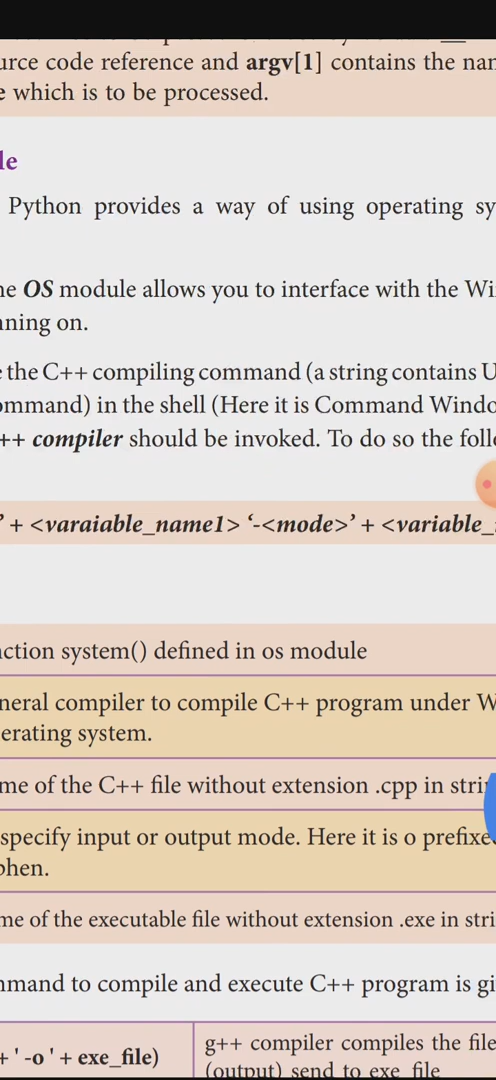 urce code reference and argv[1] contains the nam
e which is to be processed.
le
Python provides a way of using operating sy
ne OS module allows you to interface with the Wi
nning on.
e the C++ compiling command (a string contains U
ommand) in the shell (Here it is Command Windo
++ compiler should be invoked. To do so the follo
' + <varaiable_name1> ‘-<mode>’ + <variable_
nction system() defined in os module
neral compiler to compile C++ program under W
erating system.
me of the C++ file without extension .cpp in stri
specify input or output mode. Here it is o prefixe
phen.
me of the executable file without extension .exe in stri
mmand to compile and execute C++ program is gi
+ ' -o ' + exe_file)
g++ compiler compiles the file
(output) send to exe_file